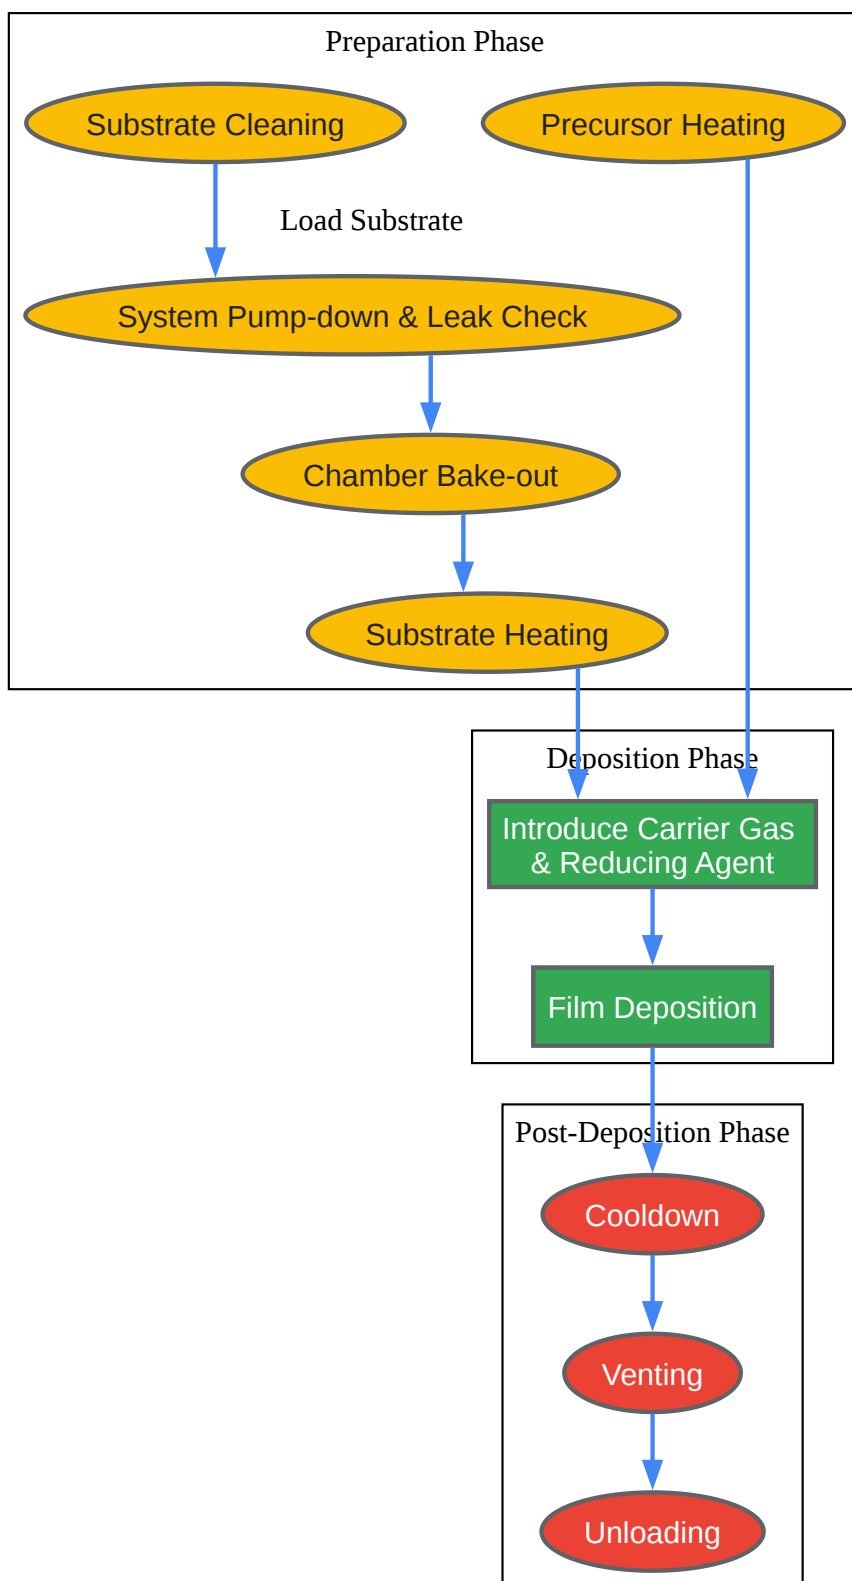 Preparation Phase
Substrate Cleaning
Precursor Heating
Load Substrate
System Pump-down & Leak Check
Chamber Bake-out
Substrate Heating
Deposition Phase
Introduce Carrier Gas
& Reducing Agent
Film Deposition
Post-Deposition Phase
Cooldown
Venting
Unloading